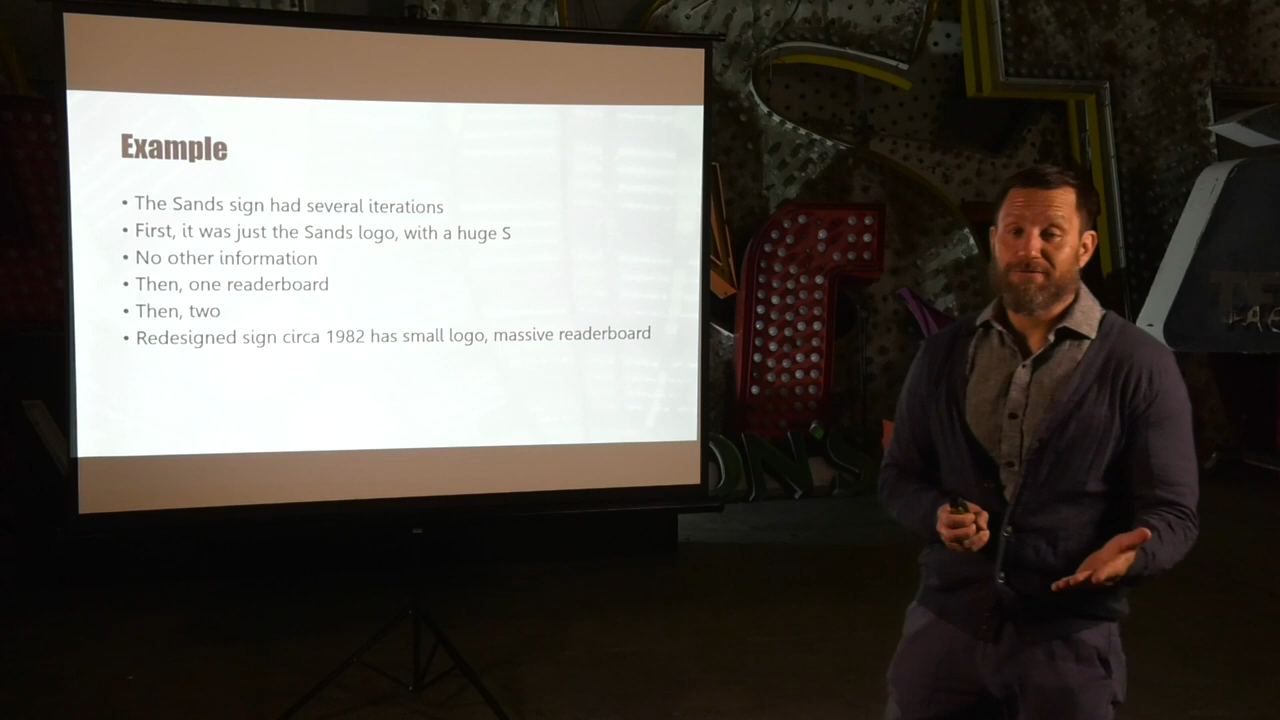 Example
• The Sands sign had several iterations
• First, it was just the Sands logo, with a huge S
• No other information
• Then, one readerboard
• Then, two
• Redesigned sign circa 1982 has small logo, massive readerboard